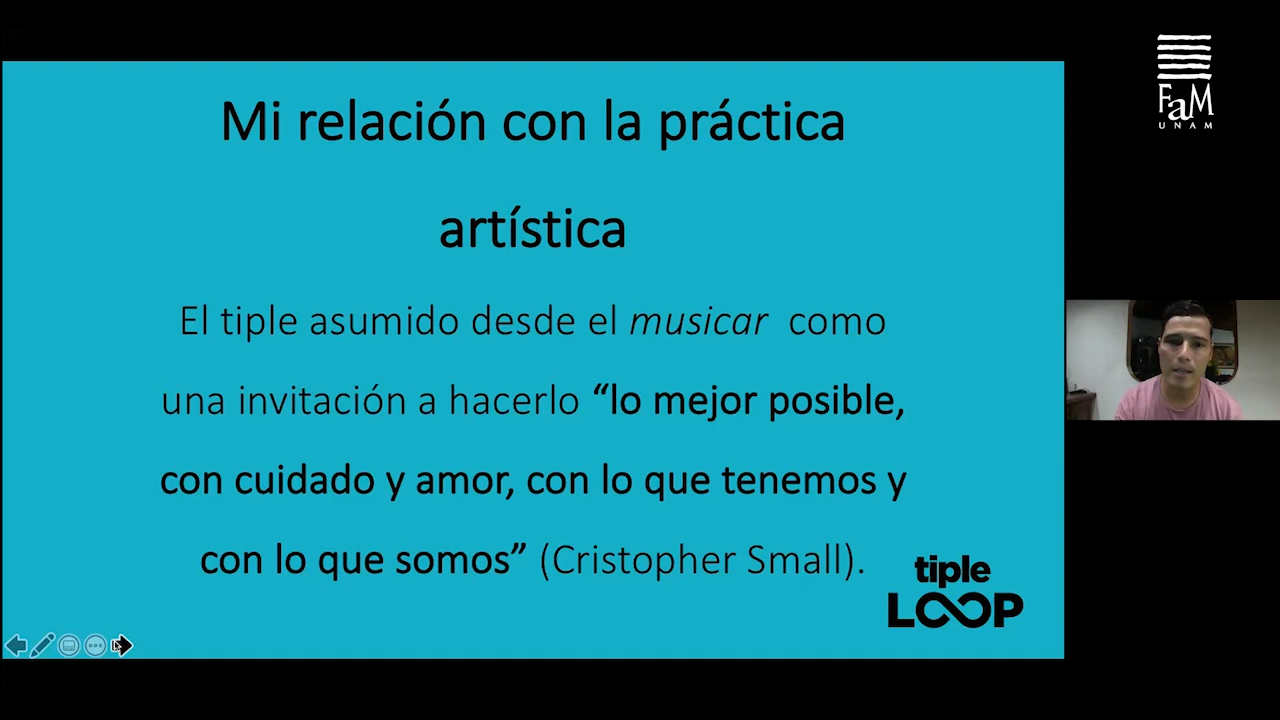 Mi relación con la práctica
artística
El tiple asumido desde el musicar como
una invitación a hacerlo “lo mejor posible,
con cuidado y amor, con lo que tenemos y
con lo que somos” (Cristopher Small).
tiple
LOOP
FaM
UNAM